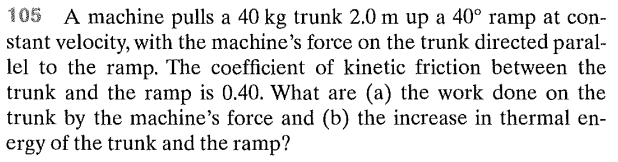 105 A machine pulls a 40 kg trunk 2.0 m up a 40° ramp at con-
stant velocity, with the machine's force on the trunk directed paral-
lel to the ramp. The coefficient of kinetic friction between the
trunk and the ramp is 0.40. What are (a) the work done on the
trunk by the machine's force and (b) the increase in thermal en-
ergy of the trunk and the ramp?